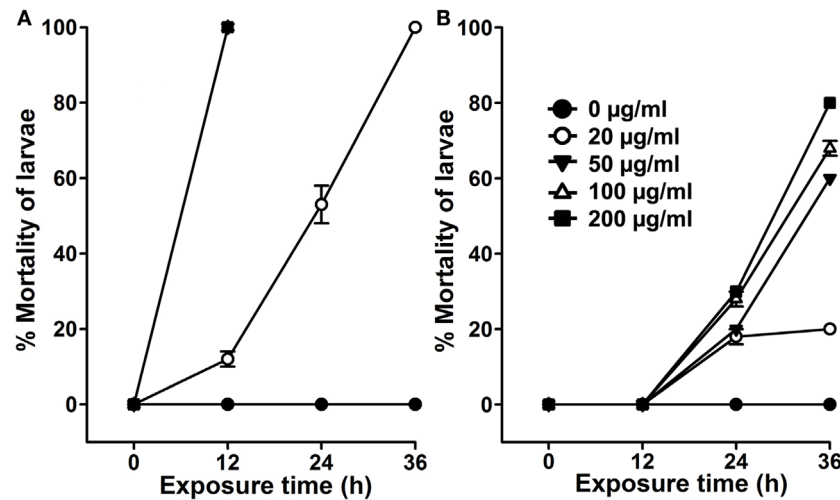 A
% Mortality of larvae
100
80
60
40
20
0
0 12 24 36
Exposure time (h)
B
% Mortality of larvae
100
80
60
40
20
0
0 µg/ml
20 µg/ml
50 µg/ml
100 µg/ml
200 µg/ml
0 12 24 36
Exposure time (h)